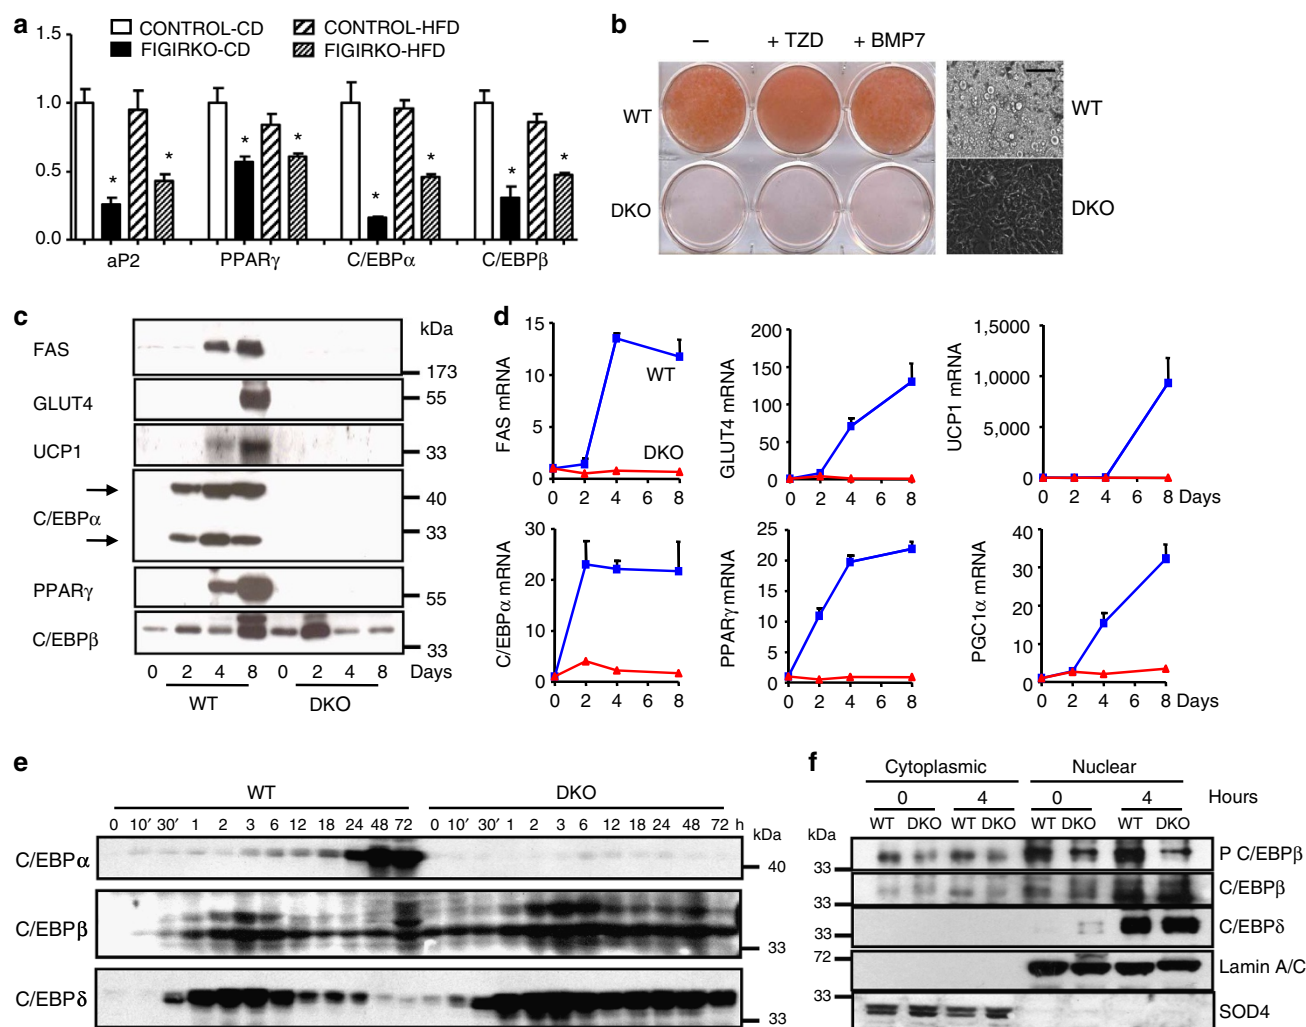 a
CONTROL-CD
CONTROL-HFD
FIGIRKO-CD
FIGIRKO-HFD
1.5
1.0
0.5
0.0
* * * * * * * *
aP2 PPARγ C/EBPα C/EBPβ
b
– + TZD + BMP7
WT
DKO
WT
DKO
c
kDa
FAS
173
GLUT4
55
UCP1
33
C/EBPα
40
33
PPARγ
55
C/EBPβ
33
0 2 4 8 0 2 4 8 Days
WT DKO
d
FAS mRNA
15
10
5
0
WT
DKO
0 2 4 6 8
GLUT4 mRNA
200
150
100
50
0
0 2 4 6 8
UCP1 mRNA
1,5000
1,0000
5,000
0
0 2 4 6 8 Days
C/EBPα mRNA
30
20
10
0
0 2 4 6 8
PPARγ mRNA
25
20
15
10
5
0
0 2 4 6 8
PGC1α mRNA
40
30
20
10
0
0 2 4 6 8 Days
e
WT DKO
0 10’ 30’ 1 2 3 6 12 18 24 48 72 0 10’ 30’ 1 2 3 6 12 18 24 48 72 h
kDa
C/EBPα
40
C/EBPβ
33
C/EBPδ
33
f
Cytoplasmic Nuclear
0 4 0 4 Hours
WT DKO WT DKO WT DKO WT DKO
kDa
33
P C/EBPβ
33
C/EBPβ
33
C/EBPδ
72
Lamin A/C
33
SOD4